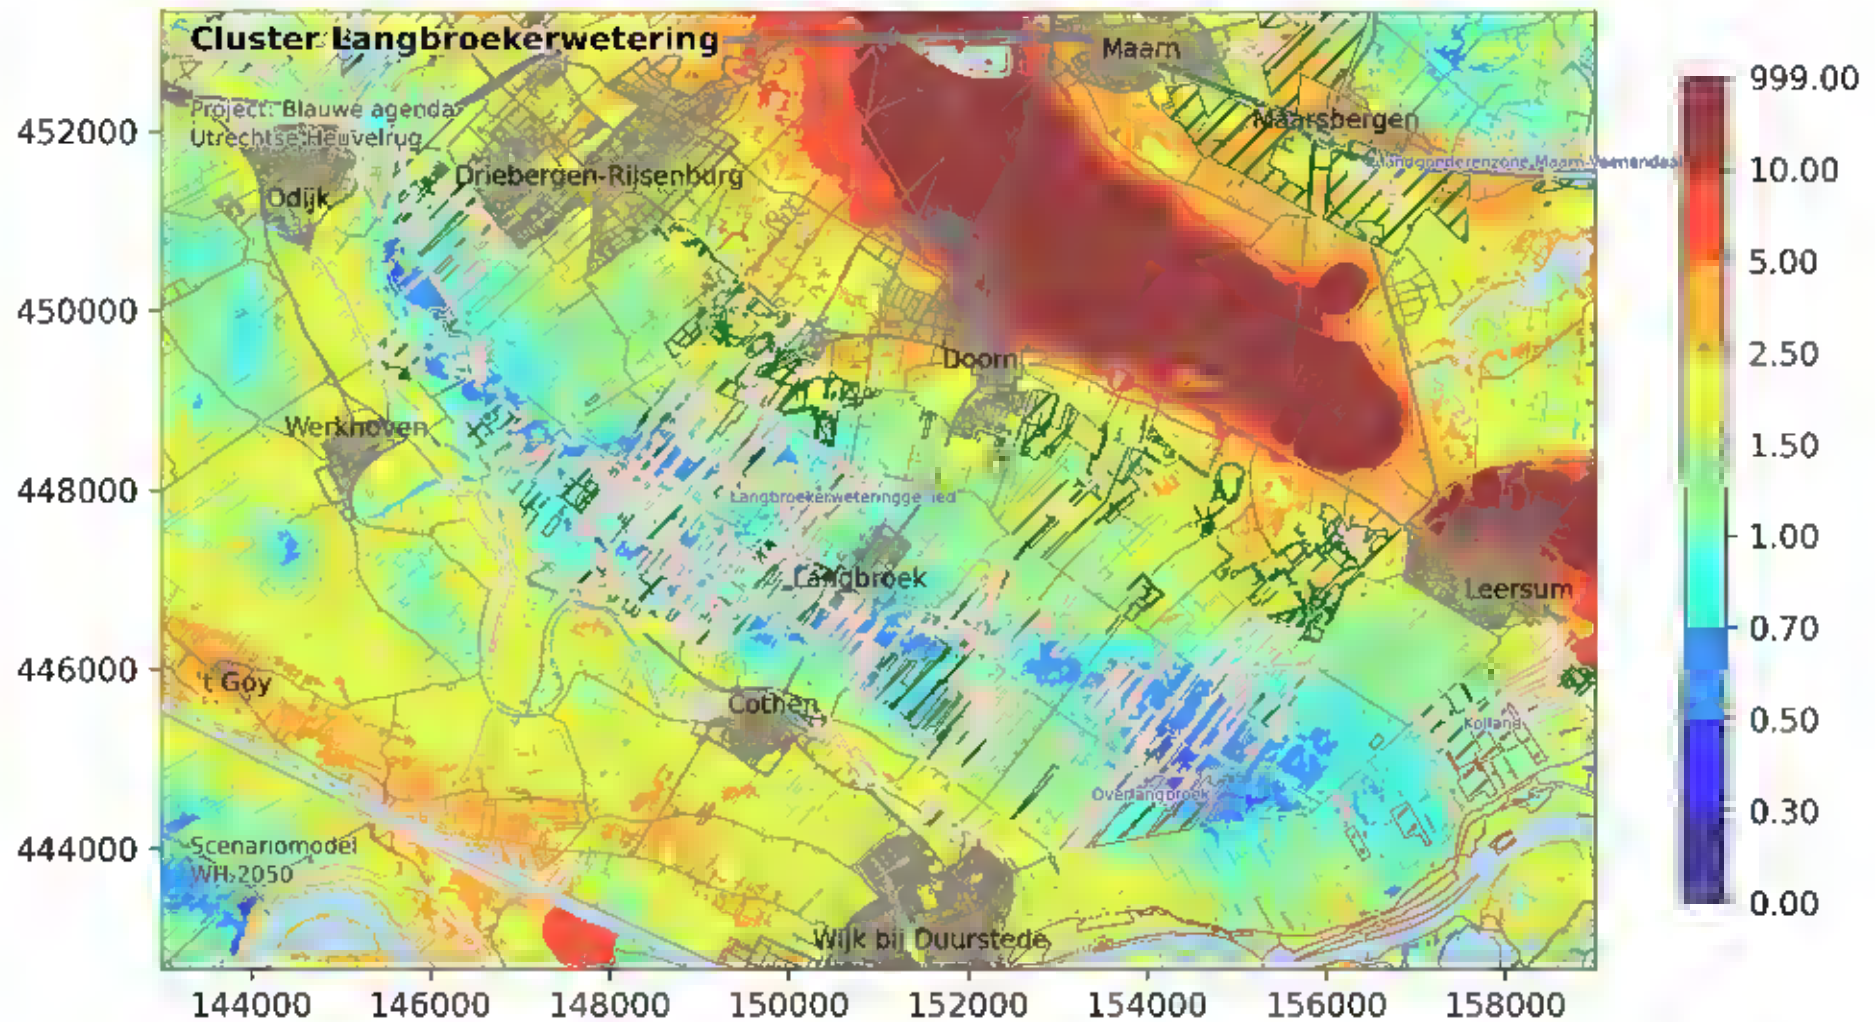 Cluster Langbroekerwetering
Maarn
999.00
Project: Blauwe agenda
452000
Maarsbergen
Utrechtse Heuvelrug
Landgoederenzone Maarn-Veenendaal
10.00
Driebergen-Rijsenburg
Odijk
5.00
450000
2.50
Doorn
Werkhoven
1.50
448000
1.00
Langbroek
Leersum
0.70
446000
't Goy
Cothen
0.50
Kolland
Overlangbroek
0.30
444000
Scenariomodel
WH-2050
0.00
Wijk bij Duurstede
144000 146000 148000 150000 152000 154000 156000 158000